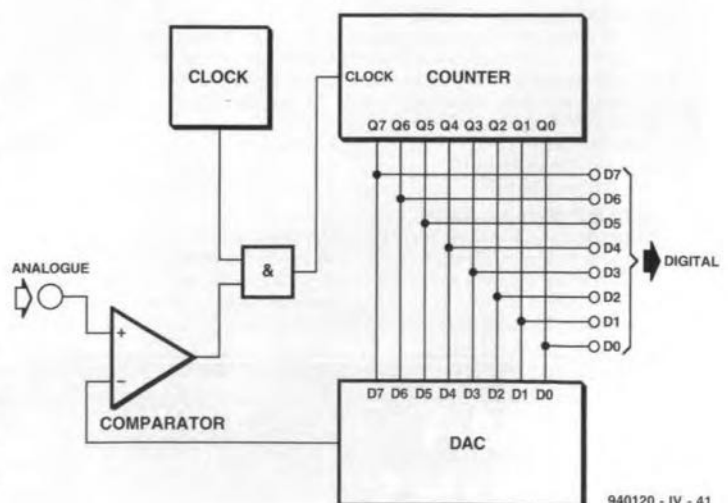 CLOCK
CLOCK
COUNTER
Q7 Q6 Q5 Q4 Q3 Q2 Q1 Q0
D7
D6
D5
D4
D3
D2
D1
D0
DIGITAL
&
ANALOGUE
+
−
COMPARATOR
D7 D6 D5 D4 D3 D2 D1 D0
DAC
940120 - IV - 41